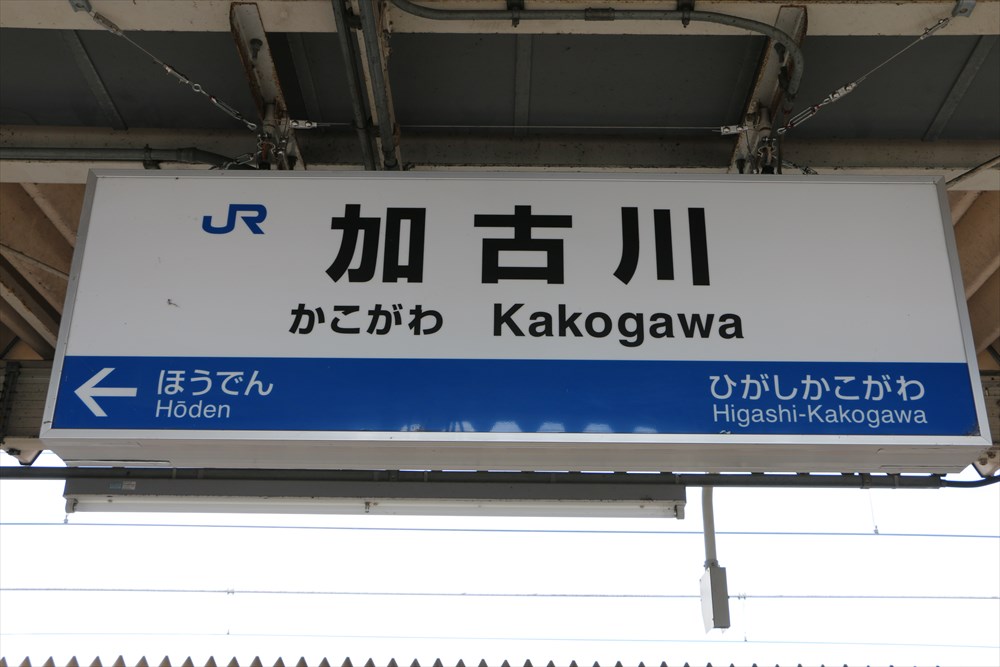 JR 加古川
かこがわ Kakogawa
← ほうでん ひがしかこがわ
Hōden Higashi-Kakogawa